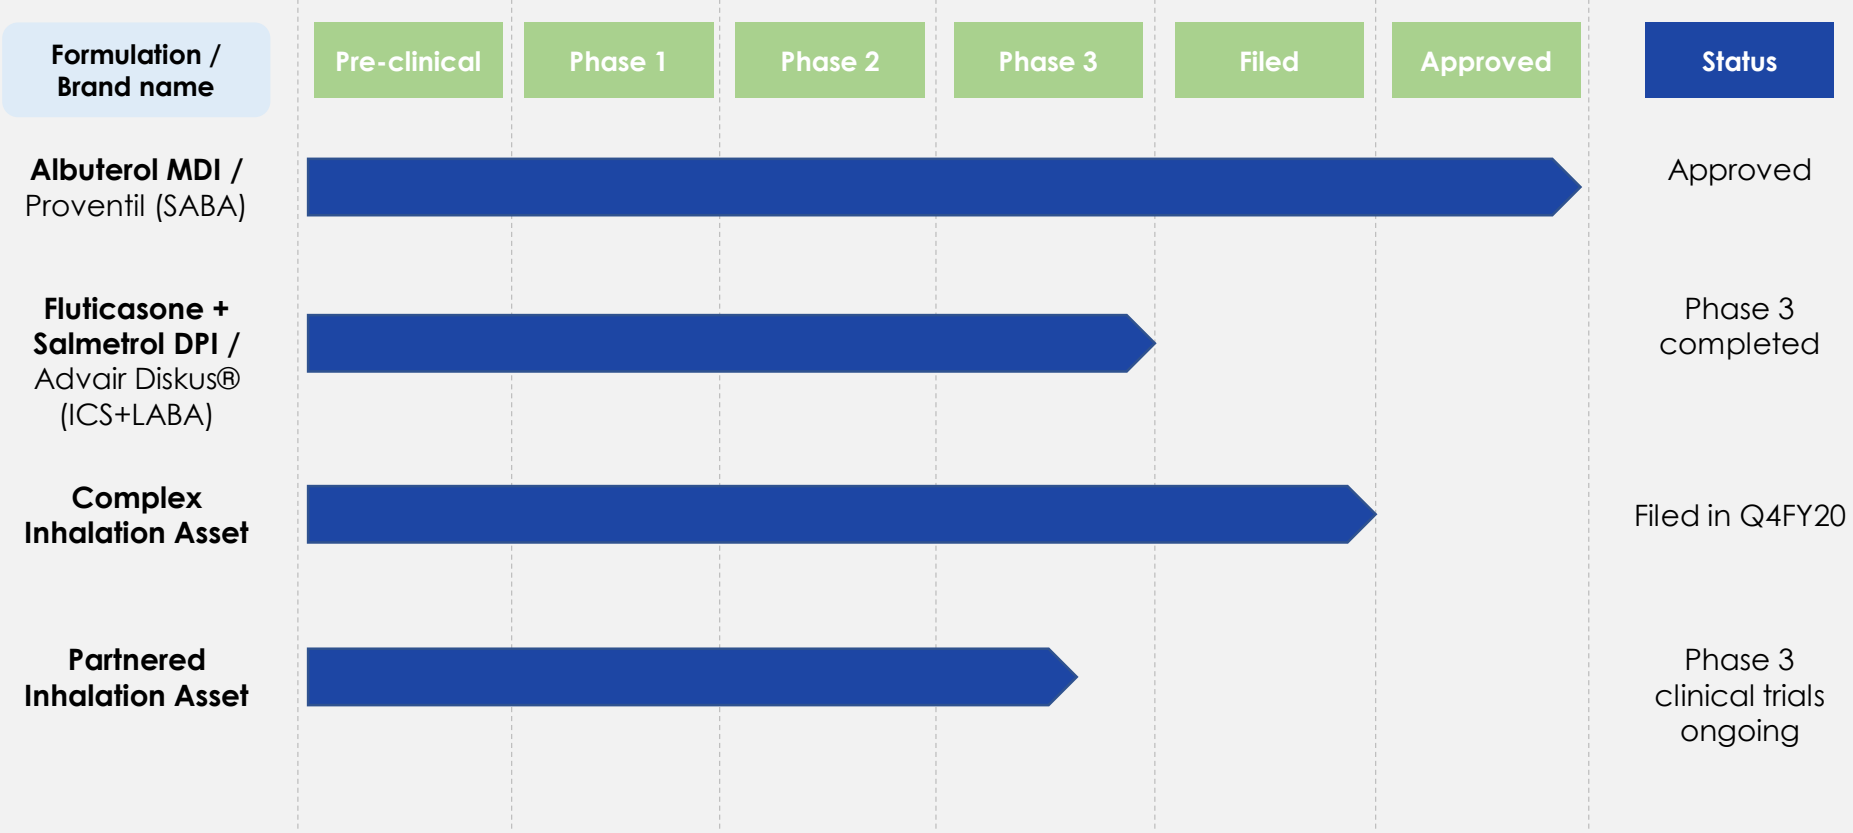 Formulation /
Brand name
Pre-clinical
Phase 1
Phase 2
Phase 3
Filed
Approved
Status
Albuterol MDI /
Proventil (SABA)
Approved
Fluticasone +
Salmetrol DPI /
Advair Diskus®
(ICS+LABA)
Phase 3
completed
Complex
Inhalation Asset
Filed in Q4FY20
Partnered
Inhalation Asset
Phase 3
clinical trials
ongoing